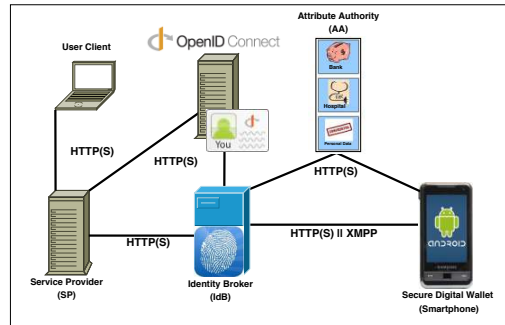 Attribute Authority
(AA)
User Client
OpenID Connect
Bank
Hospital
Personal Data
You
HTTP(S)
HTTP(S)
HTTP(S)
HTTP(S)
HTTP(S) II XMPP
ANDROID
Service Provider
(SP)
Identity Broker
(IdB)
Secure Digital Wallet
(Smartphone)